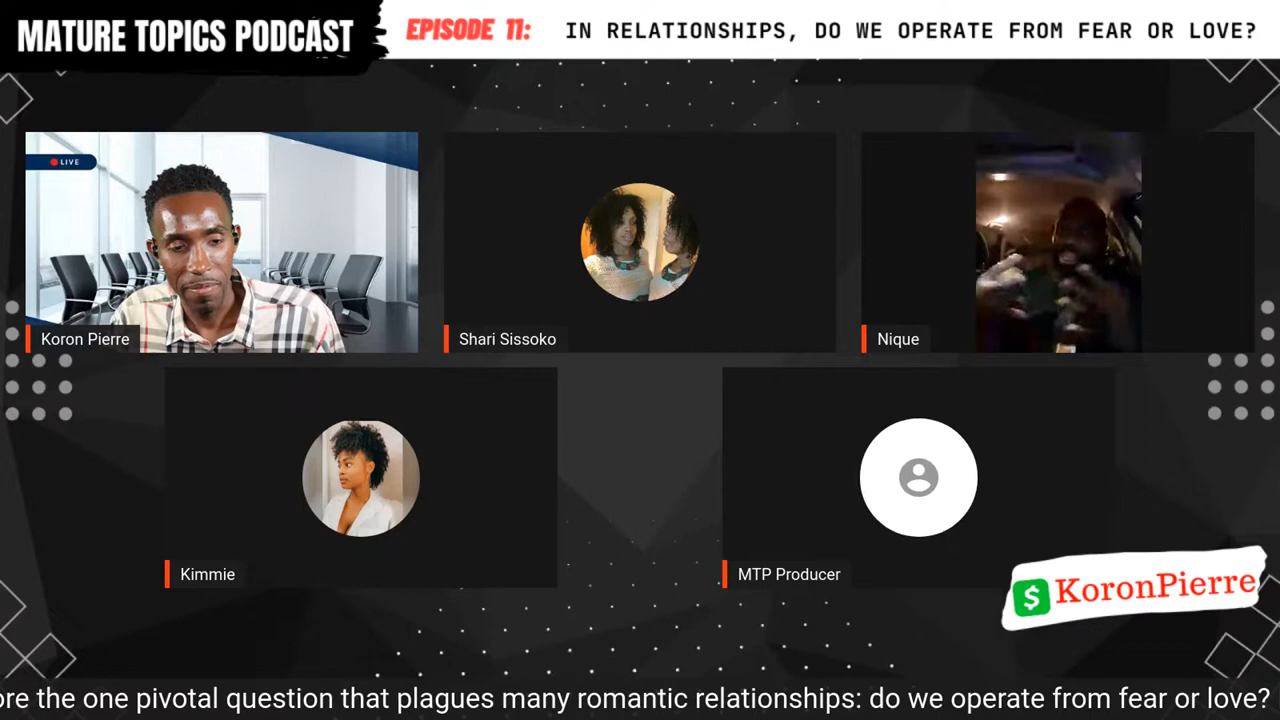 MATURE TOPICS PODCAST
EPISODE 11: IN RELATIONSHIPS, DO WE OPERATE FROM FEAR OR LOVE?
LIVE
Koron Pierre
Shari Sissoko
Nique
Kimmie
MTP Producer
$ KoronPierre
the one pivotal question that plagues many romantic relationships: do we operate from fear or love?